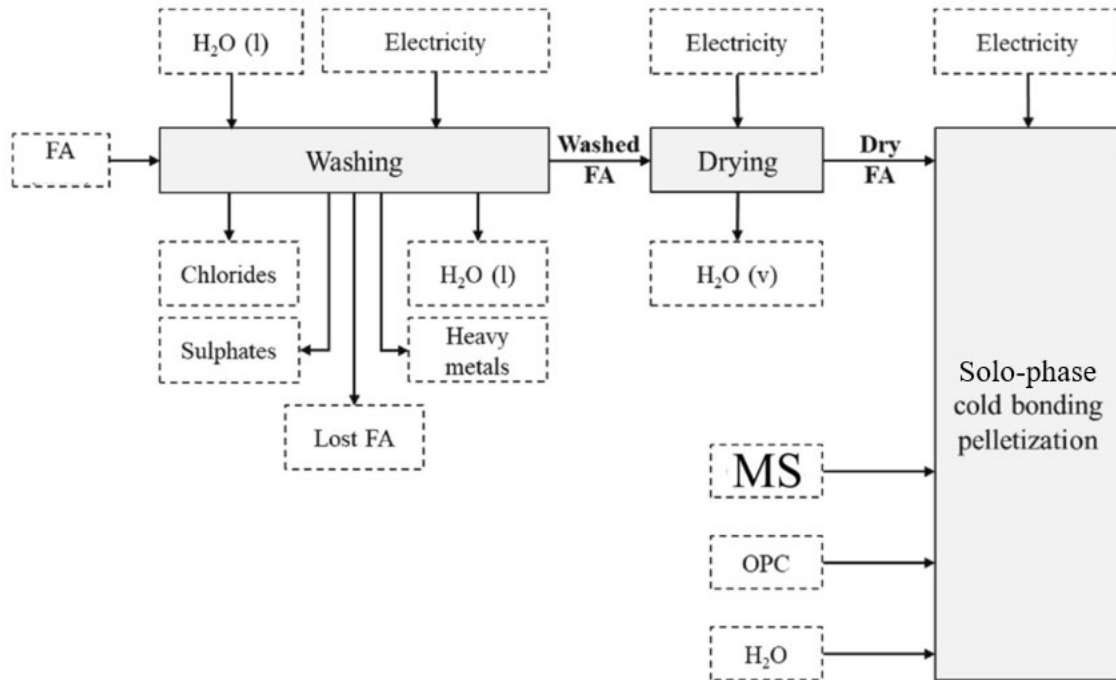 H₂O (l)
Electricity
Electricity
Electricity
FA
Washing
Washed
FA
Drying
Dry
FA
Chlorides
H₂O (l)
H₂O (v)
Sulphates
Heavy
metals
Lost FA
Solo-phase
cold bonding
pelletization
MS
OPC
H₂O